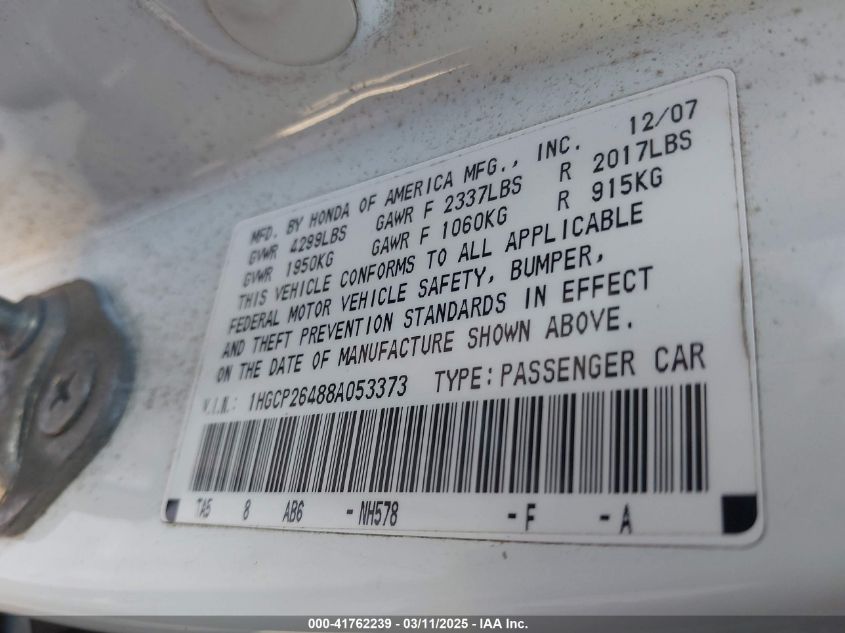 MFD. BY HONDA OF AMERICA MFG., INC. 12/07
GVWR 4299LBS GAWR F 2337LBS R 2017LBS
GVWR 1950KG GAWR F 1060KG R 915KG
THIS VEHICLE CONFORMS TO ALL APPLICABLE
FEDERAL MOTOR VEHICLE SAFETY, BUMPER,
AND THEFT PREVENTION STANDARDS IN EFFECT
ON THE DATE OF MANUFACTURE SHOWN ABOVE.
V.I.N.: 1HGCP26488A053373 TYPE:PASSENGER CAR
TA5 8 AB6 -NH578 -F -A
000-41762239 - 03/11/2025 - IAA Inc.